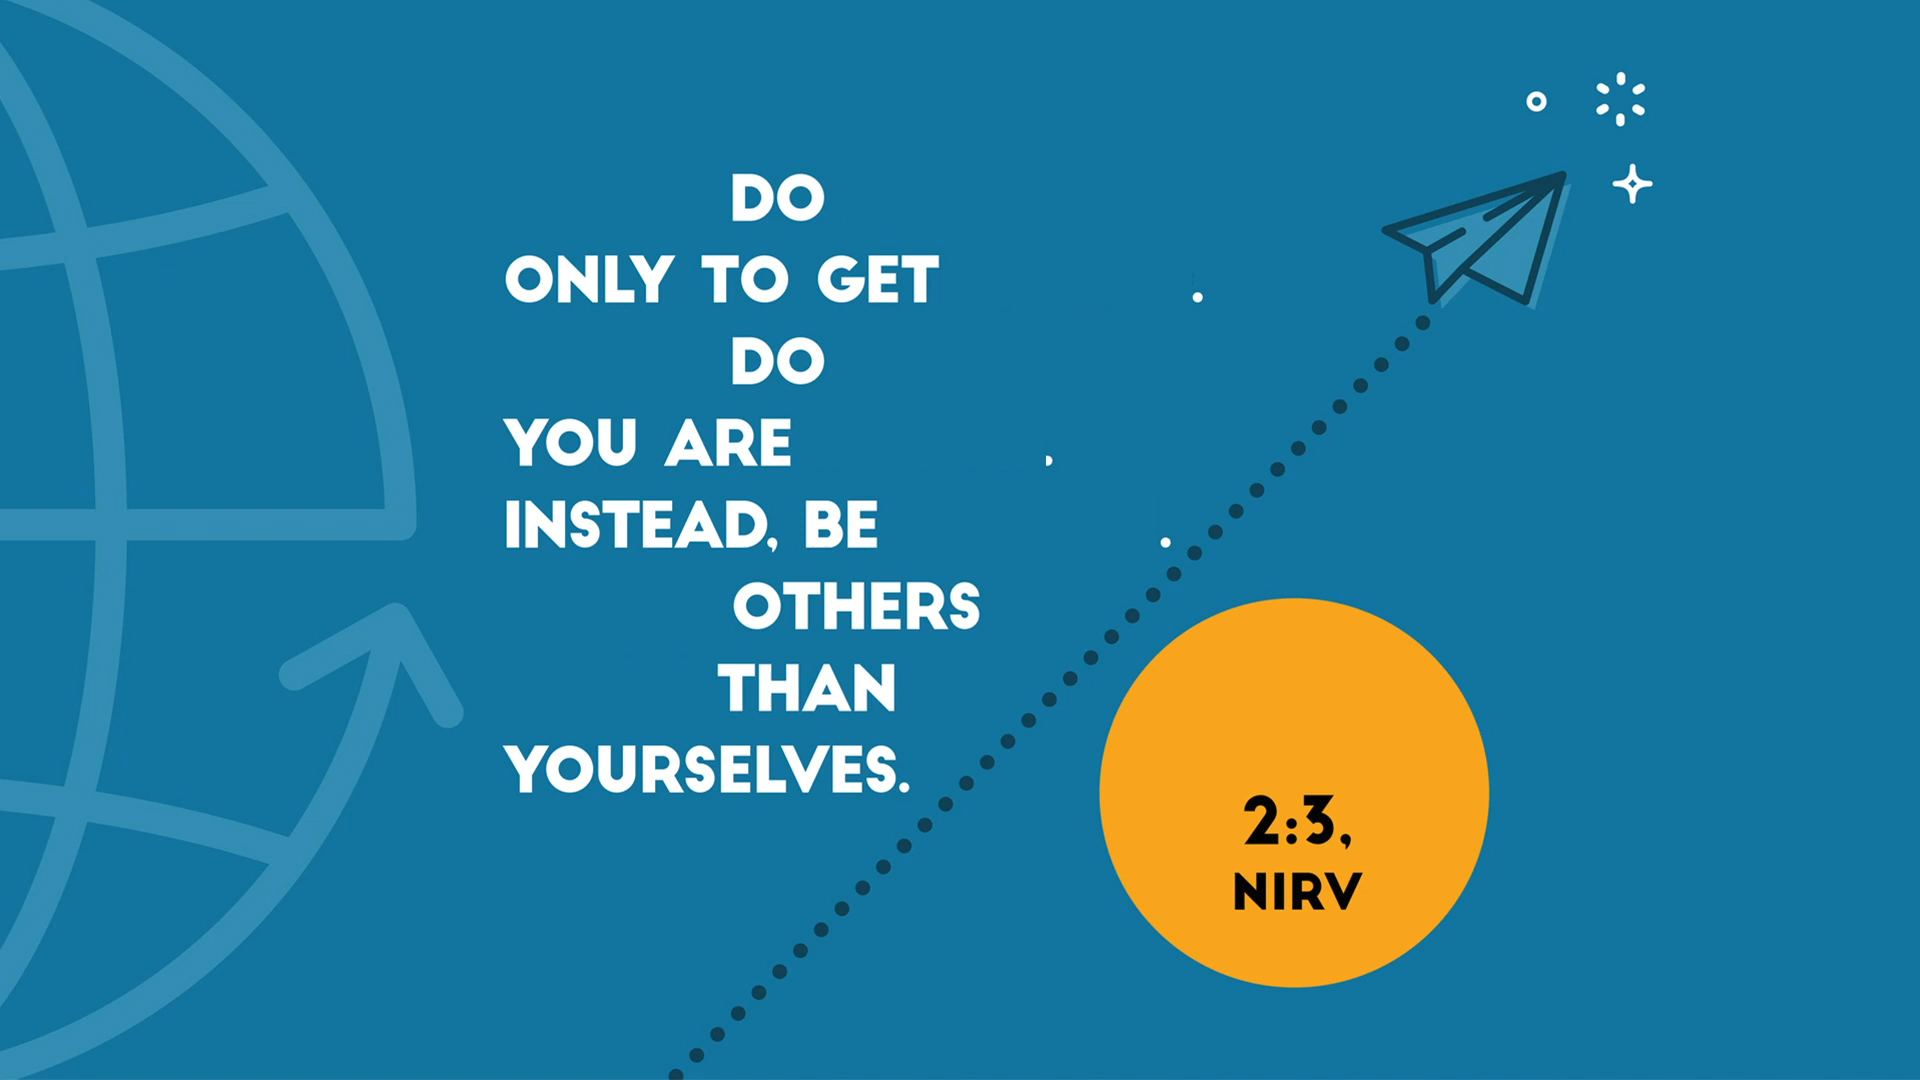 DO
ONLY TO GET
DO
YOU ARE
INSTEAD, BE
OTHERS
THAN
YOURSELVES.
2:3,
NIRV